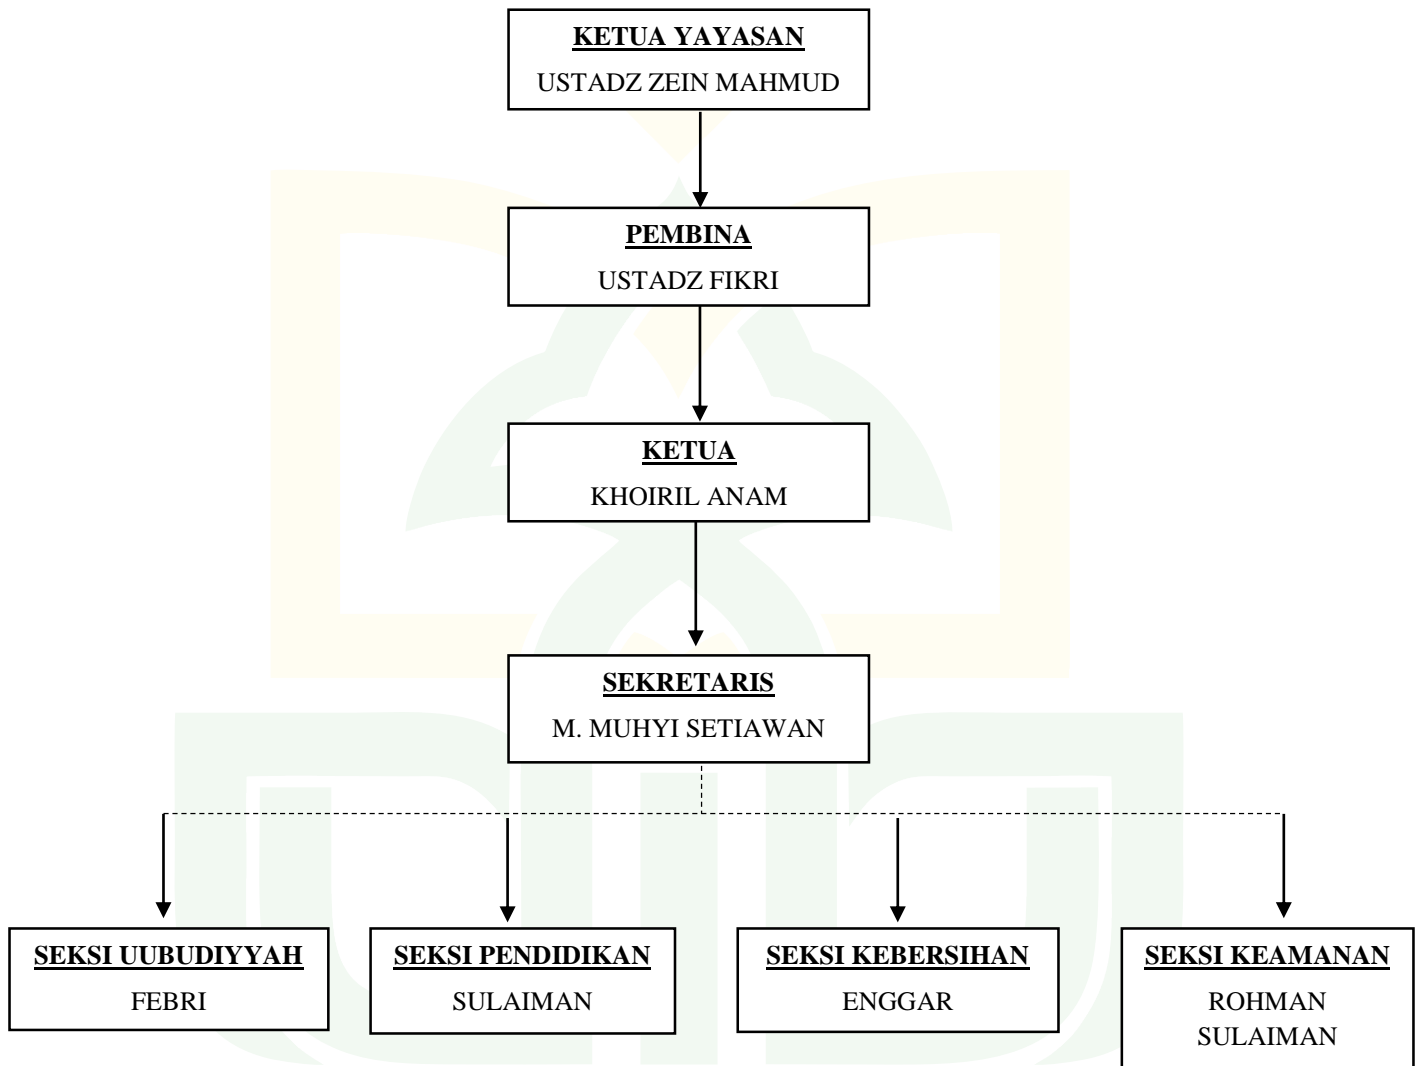 KETUA YAYASAN
USTADZ ZEIN MAHMUD
PEMBINA
USTADZ FIKRI
KETUA
KHOIRIL ANAM
SEKRETARIS
M. MUHYI SETIAWAN
SEKSI UUBUDIYYAH
FEBRI
SEKSI PENDIDIKAN
SULAIMAN
SEKSI KEBERSIHAN
ENGGAR
SEKSI KEAMANAN
ROHMAN
SULAIMAN